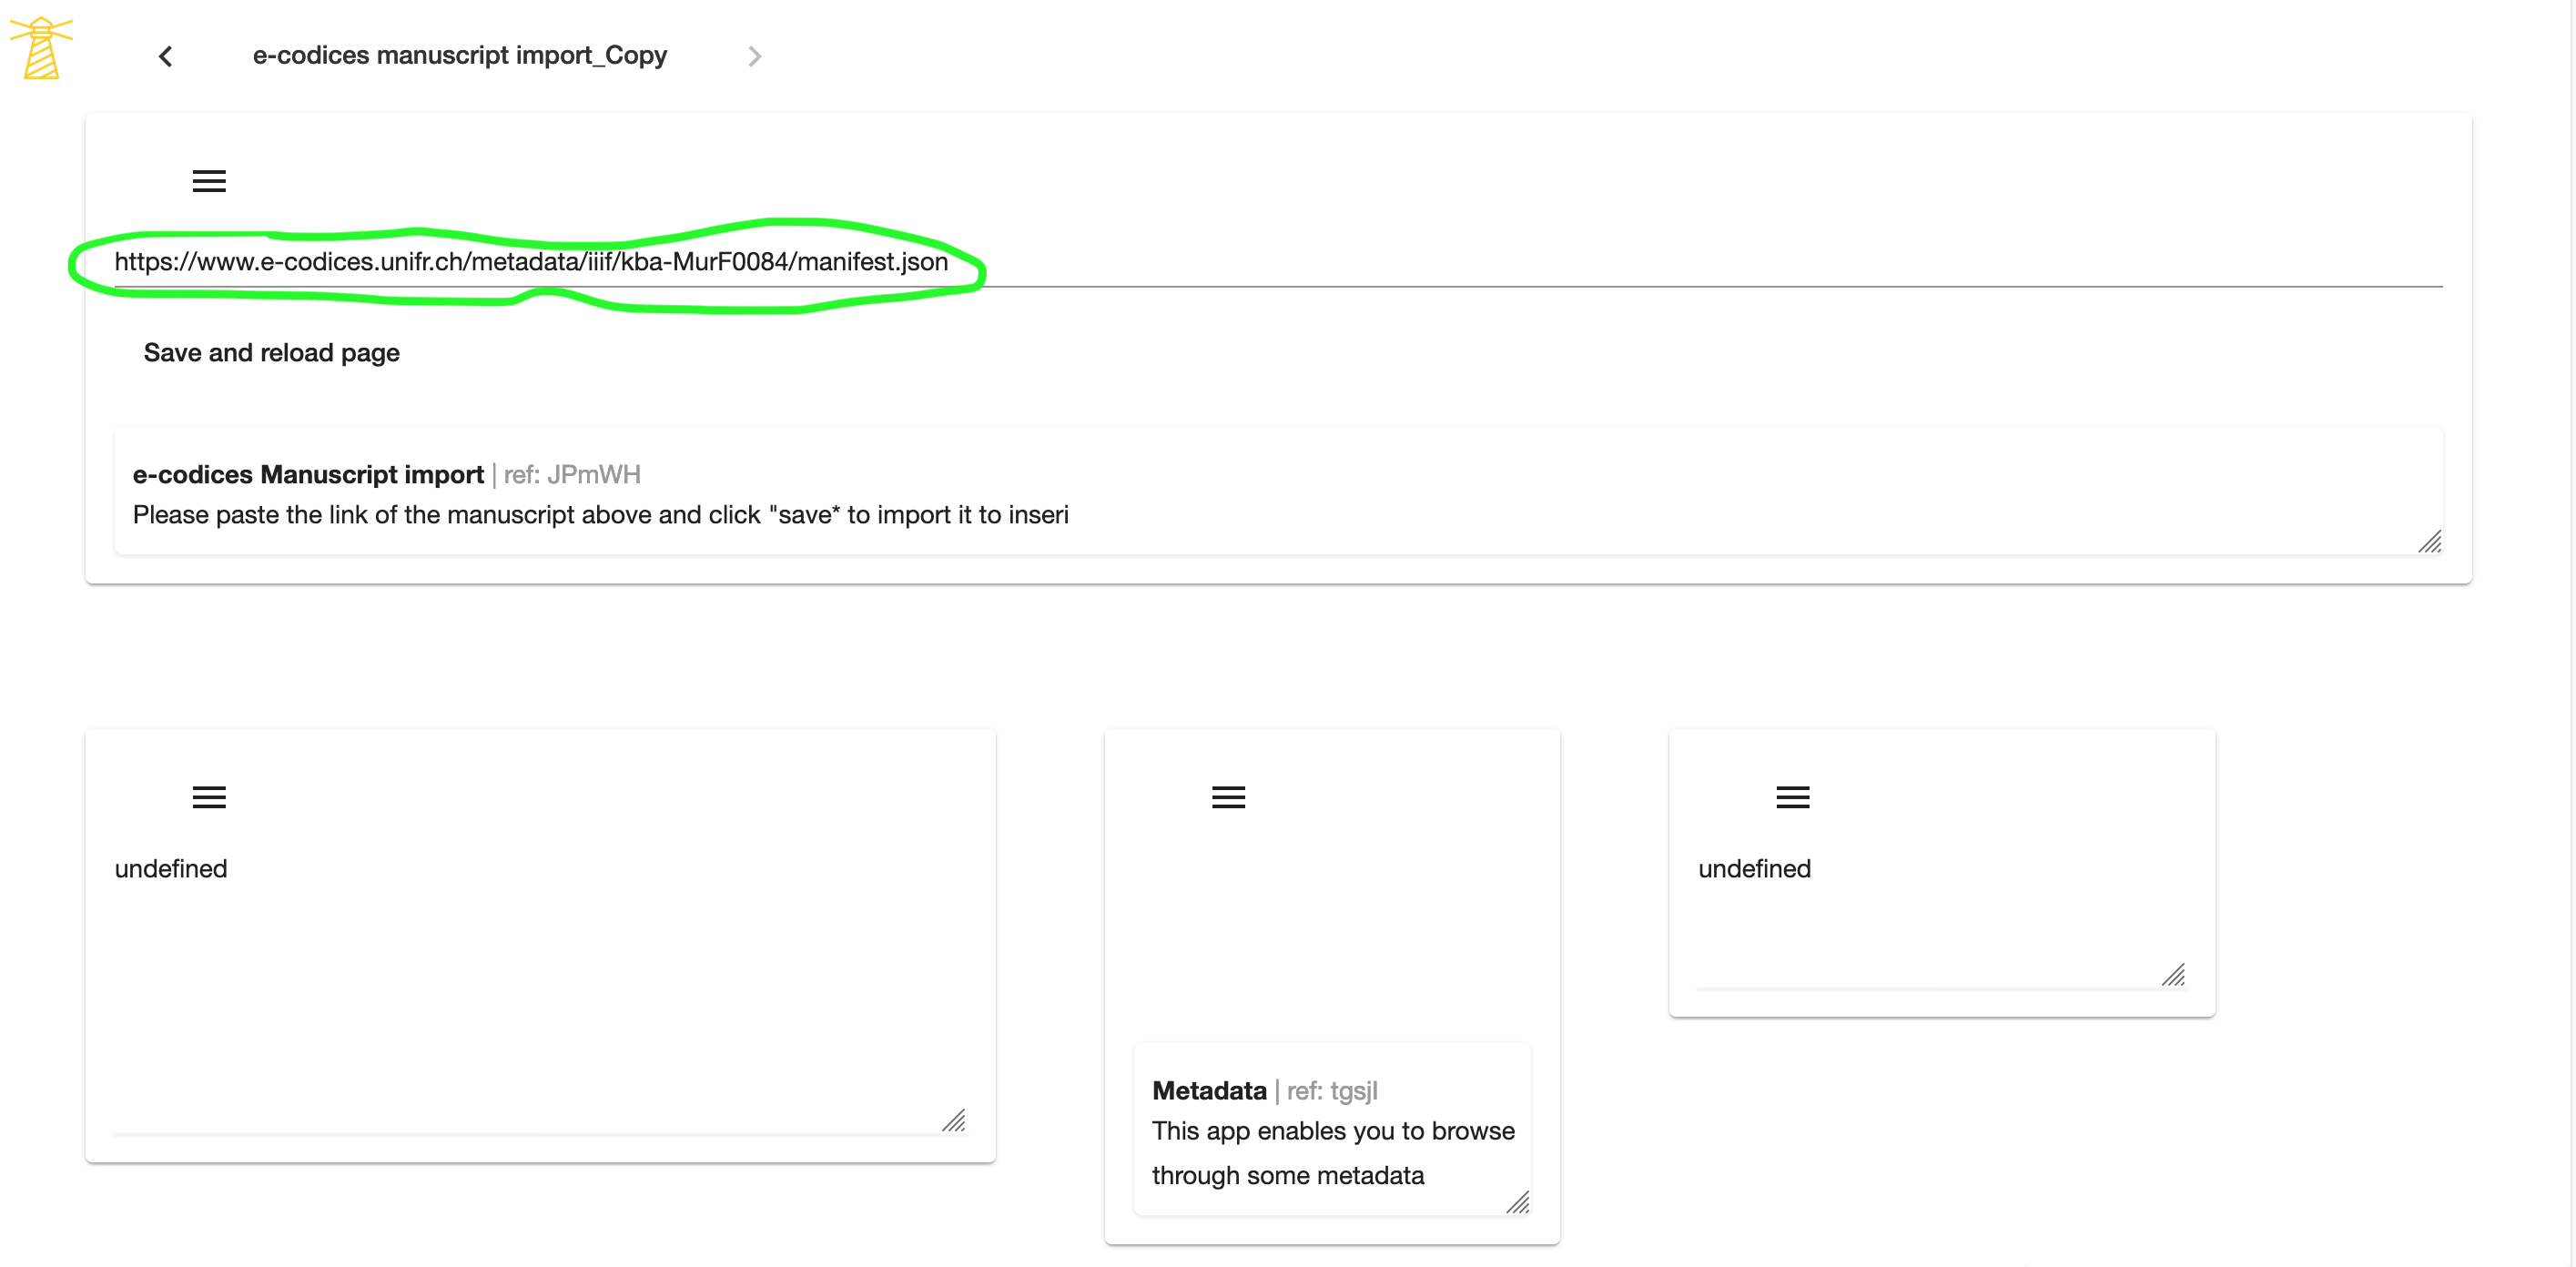 e-codices manuscript import_Copy
https://www.e-codices.unifr.ch/metadata/iiif/kba-MurF0084/manifest.json
Save and reload page
e-codices Manuscript import | ref: JPmWH
Please paste the link of the manuscript above and click "save* to import it to inseri
undefined
Metadata | ref: tgsjl
This app enables you to browse
through some metadata
undefined